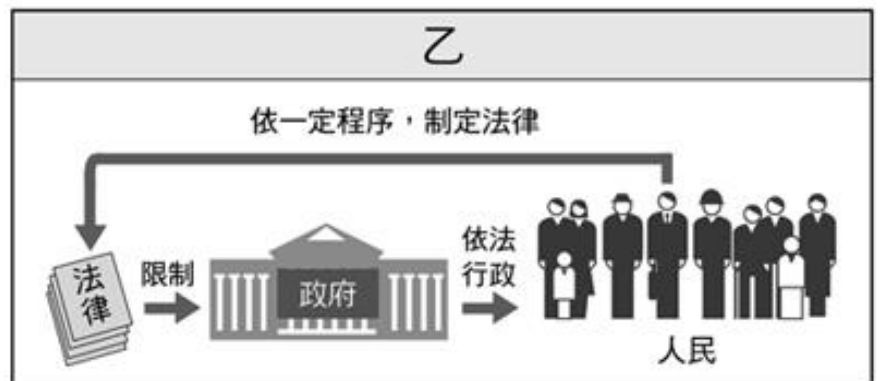 乙
依一定程序，制定法律
法律
限制
政府
依法
行政
人民